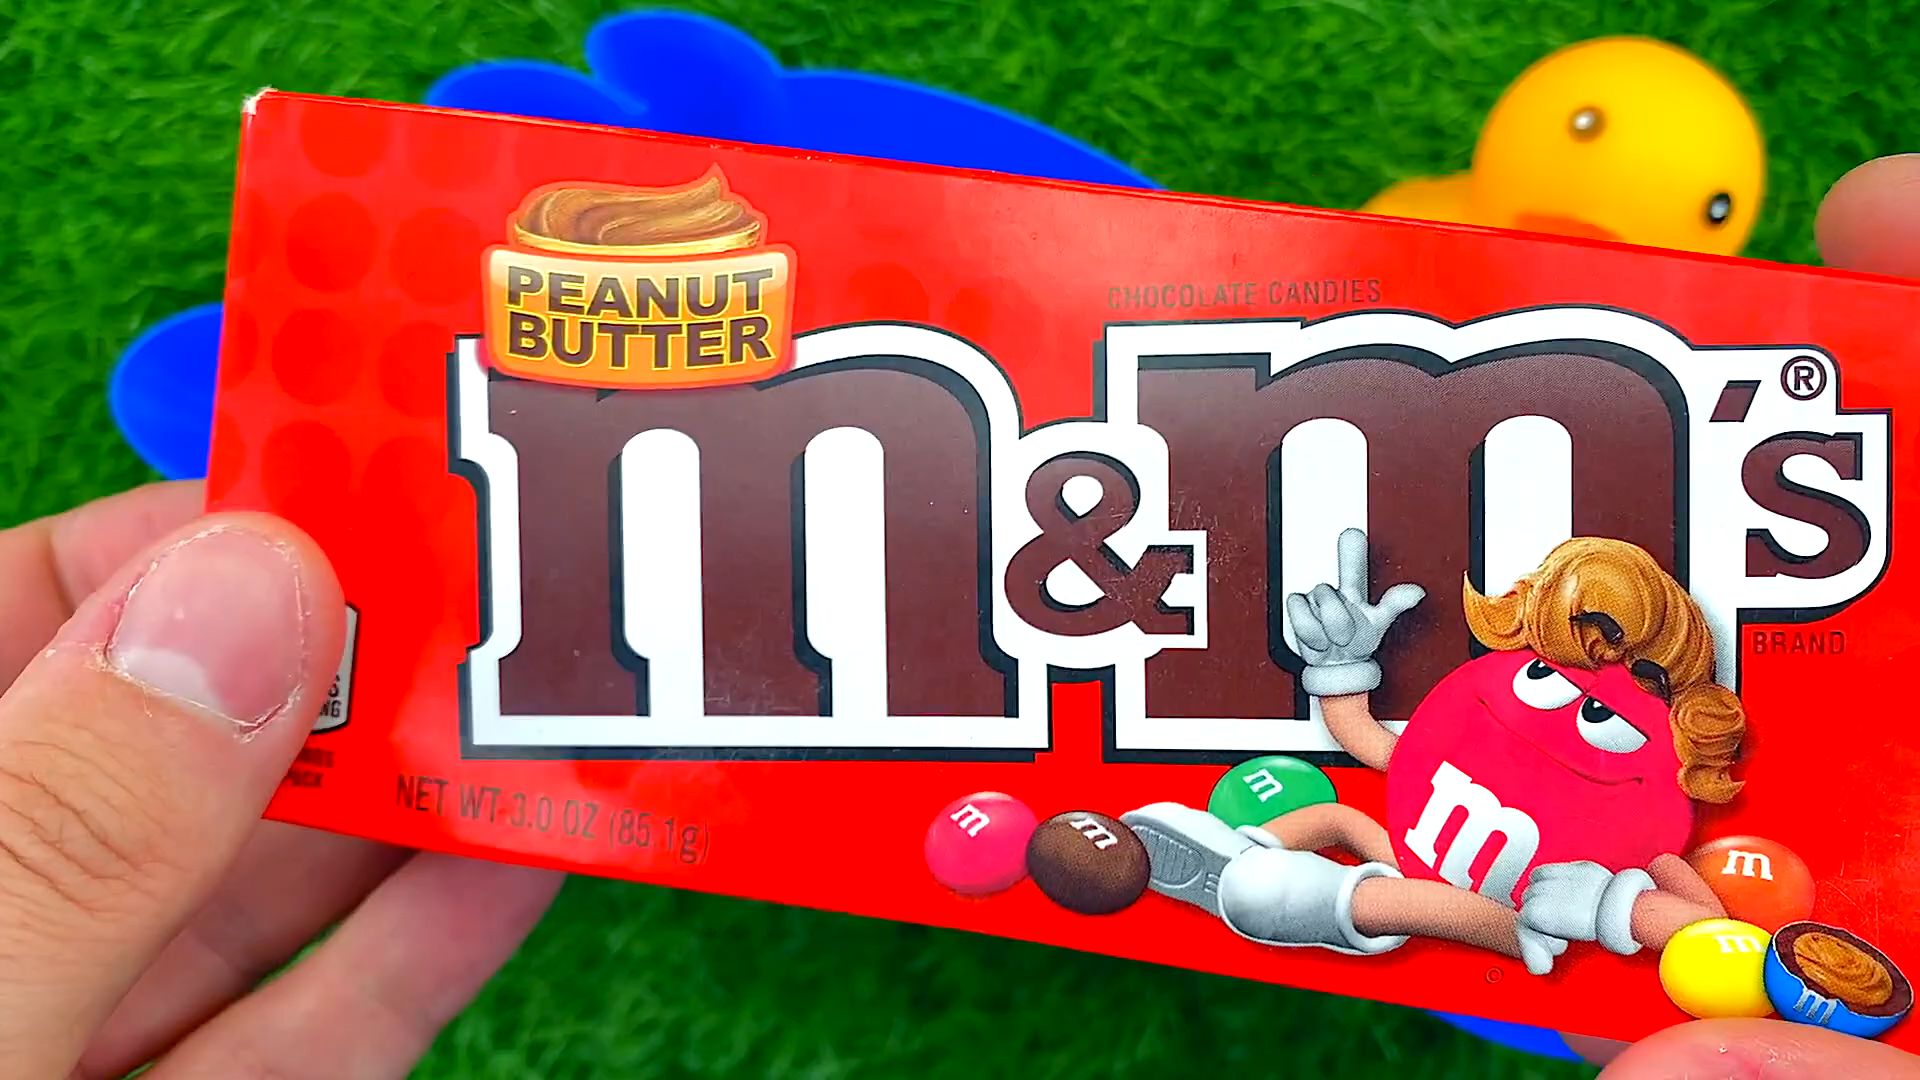 PEANUT
BUTTER
CHOCOLATE CANDIES
m&m's®
BRAND
NET WT 3.0 OZ (85.1g)
m
m
m
m
m
m
m
©